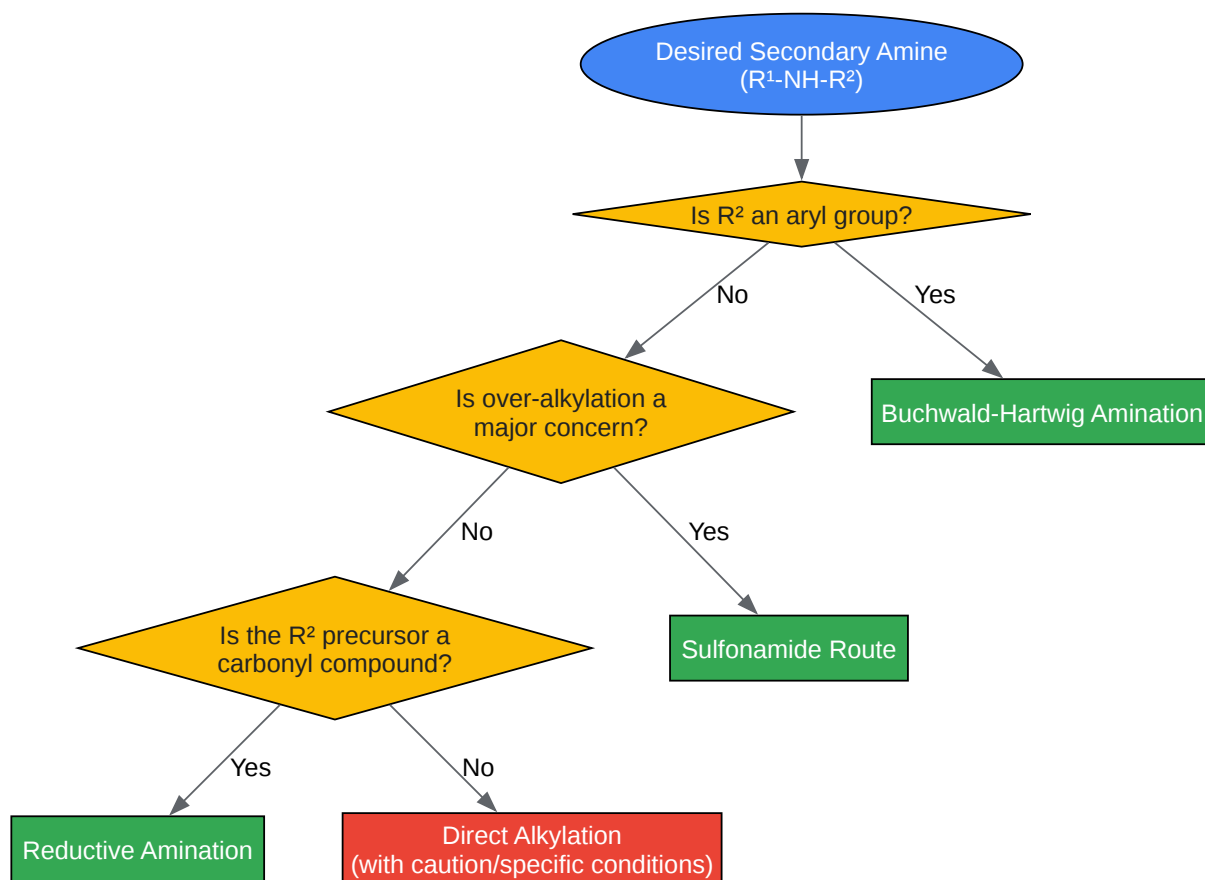 Desired Secondary Amine
(R¹-NH-R²)
Is R² an aryl group?
No
Yes
Is over-alkylation a
major concern?
Buchwald-Hartwig Amination
No
Yes
Is the R² precursor a
carbonyl compound?
Sulfonamide Route
Yes
No
Reductive Amination
Direct Alkylation
(with caution/specific conditions)